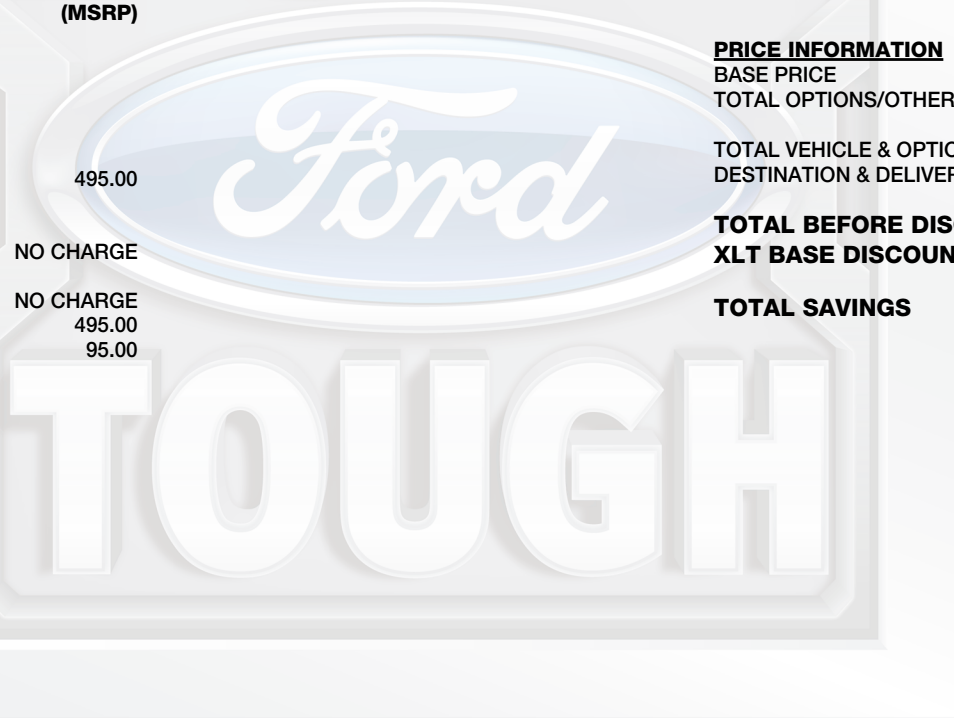 (MSRP)
495.00
NO CHARGE
NO CHARGE
495.00
95.00
PRICE INFORMATION
BASE PRICE
TOTAL OPTIONS/OTHER
TOTAL VEHICLE & OPTIO
DESTINATION & DELIVER
TOTAL BEFORE DIS
XLT BASE DISCOUN
TOTAL SAVINGS
Ford
TOUGH